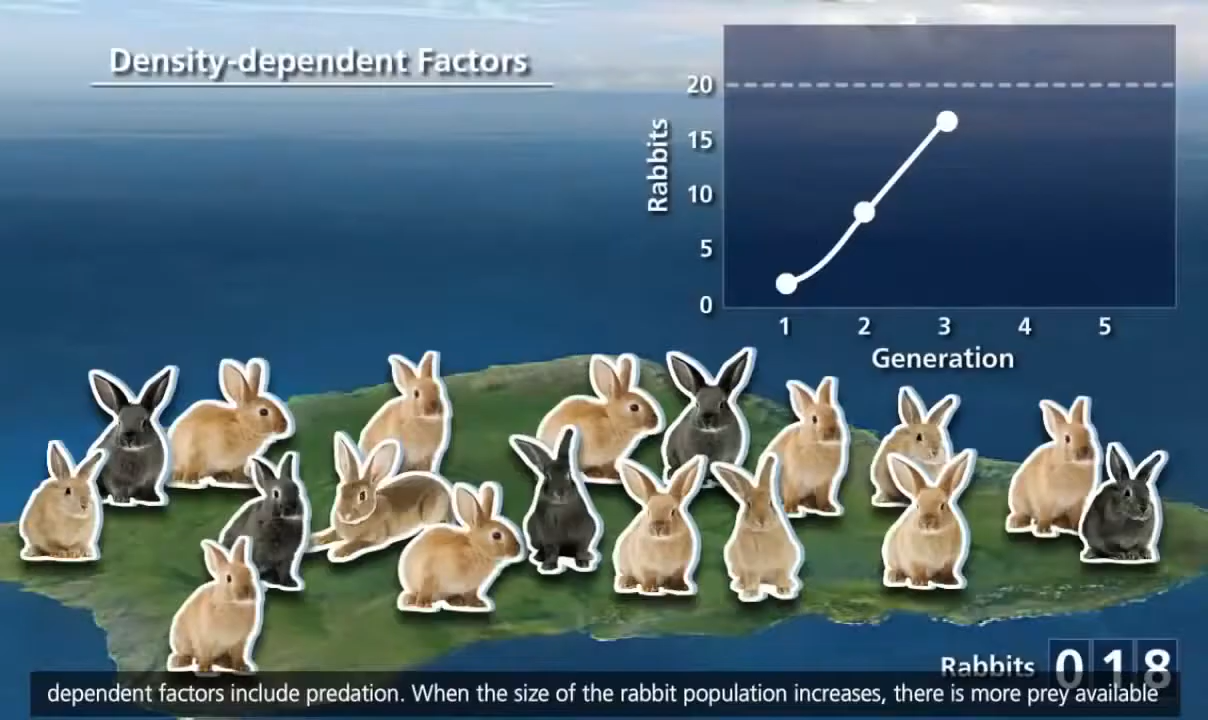 Density-dependent Factors
20
15
10
5
0
Rabbits
1 2 3 4 5
Generation
Rabbits 018
dependent factors include predation. When the size of the rabbit population increases, there is more prey available